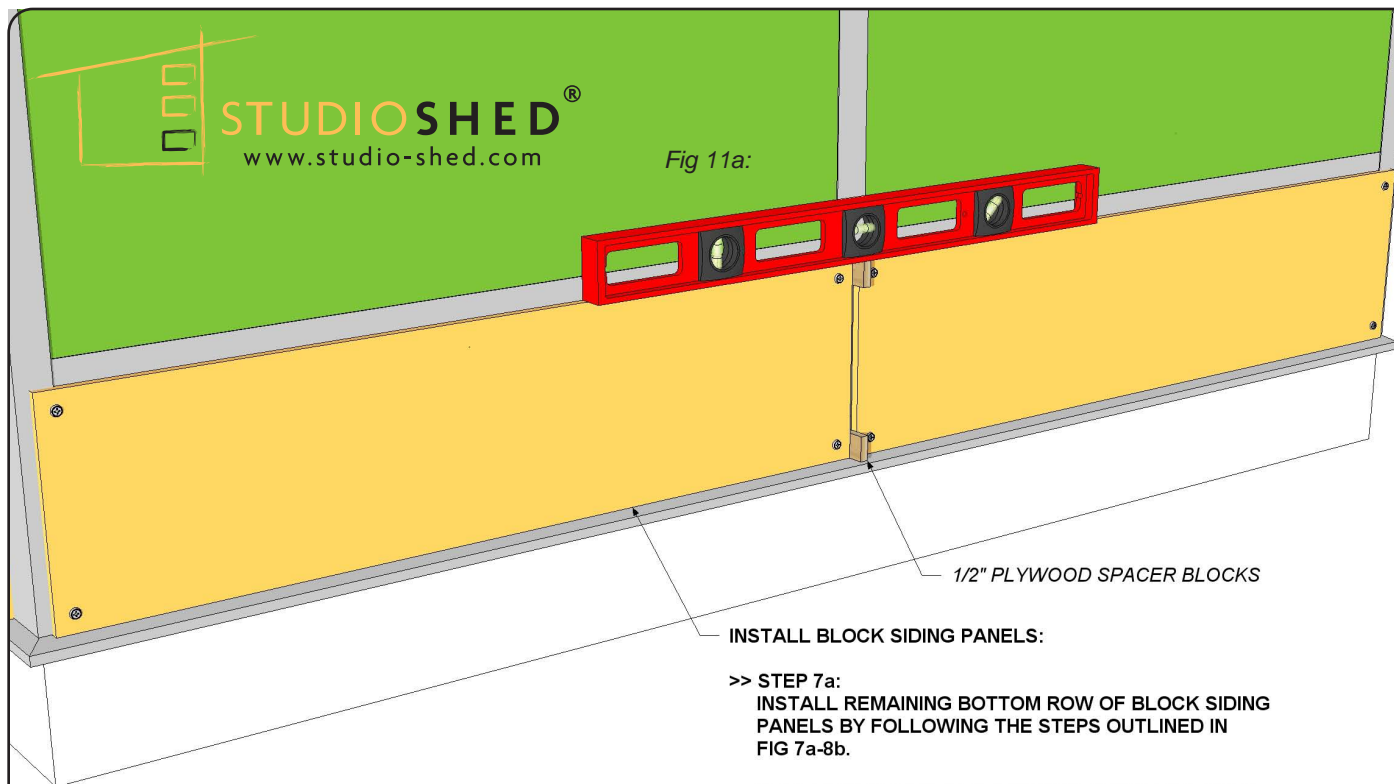 STUDIOSHED®
www.studio-shed.com
Fig 11a:
1/2" PLYWOOD SPACER BLOCKS
INSTALL BLOCK SIDING PANELS:
>> STEP 7a:
INSTALL REMAINING BOTTOM ROW OF BLOCK SIDING
PANELS BY FOLLOWING THE STEPS OUTLINED IN
FIG 7a-8b.